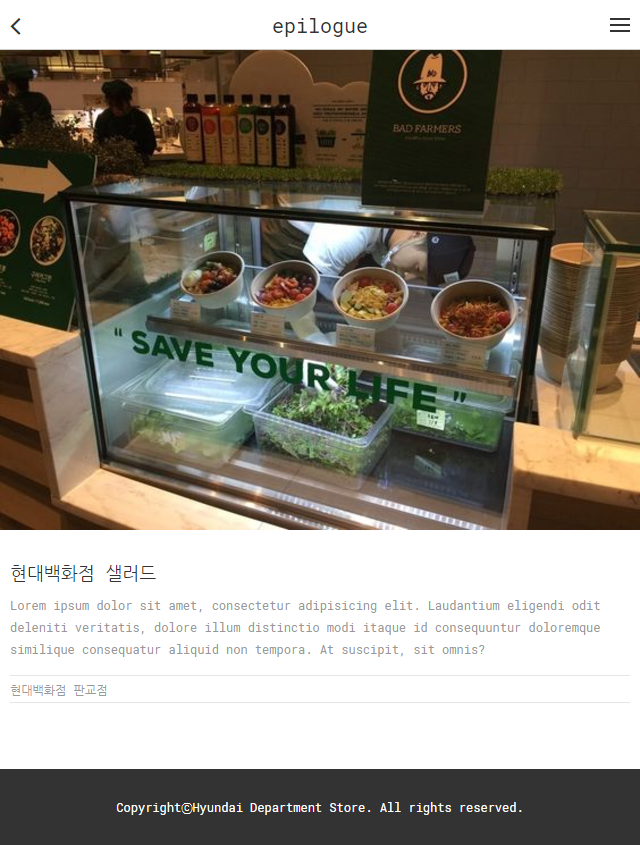 epilogue
BAD FARMERS
" SAVE YOUR LIFE "
현대백화점 샐러드
Lorem ipsum dolor sit amet, consectetur adipisicing elit. Laudantium eligendi odit
deleniti veritatis, dolore illum distinctio modi itaque id consequuntur doloremque
similique consequatur aliquid non tempora. At suscipit, sit omnis?
현대백화점 판교점
CopyrightⓒHyundai Department Store. All rights reserved.